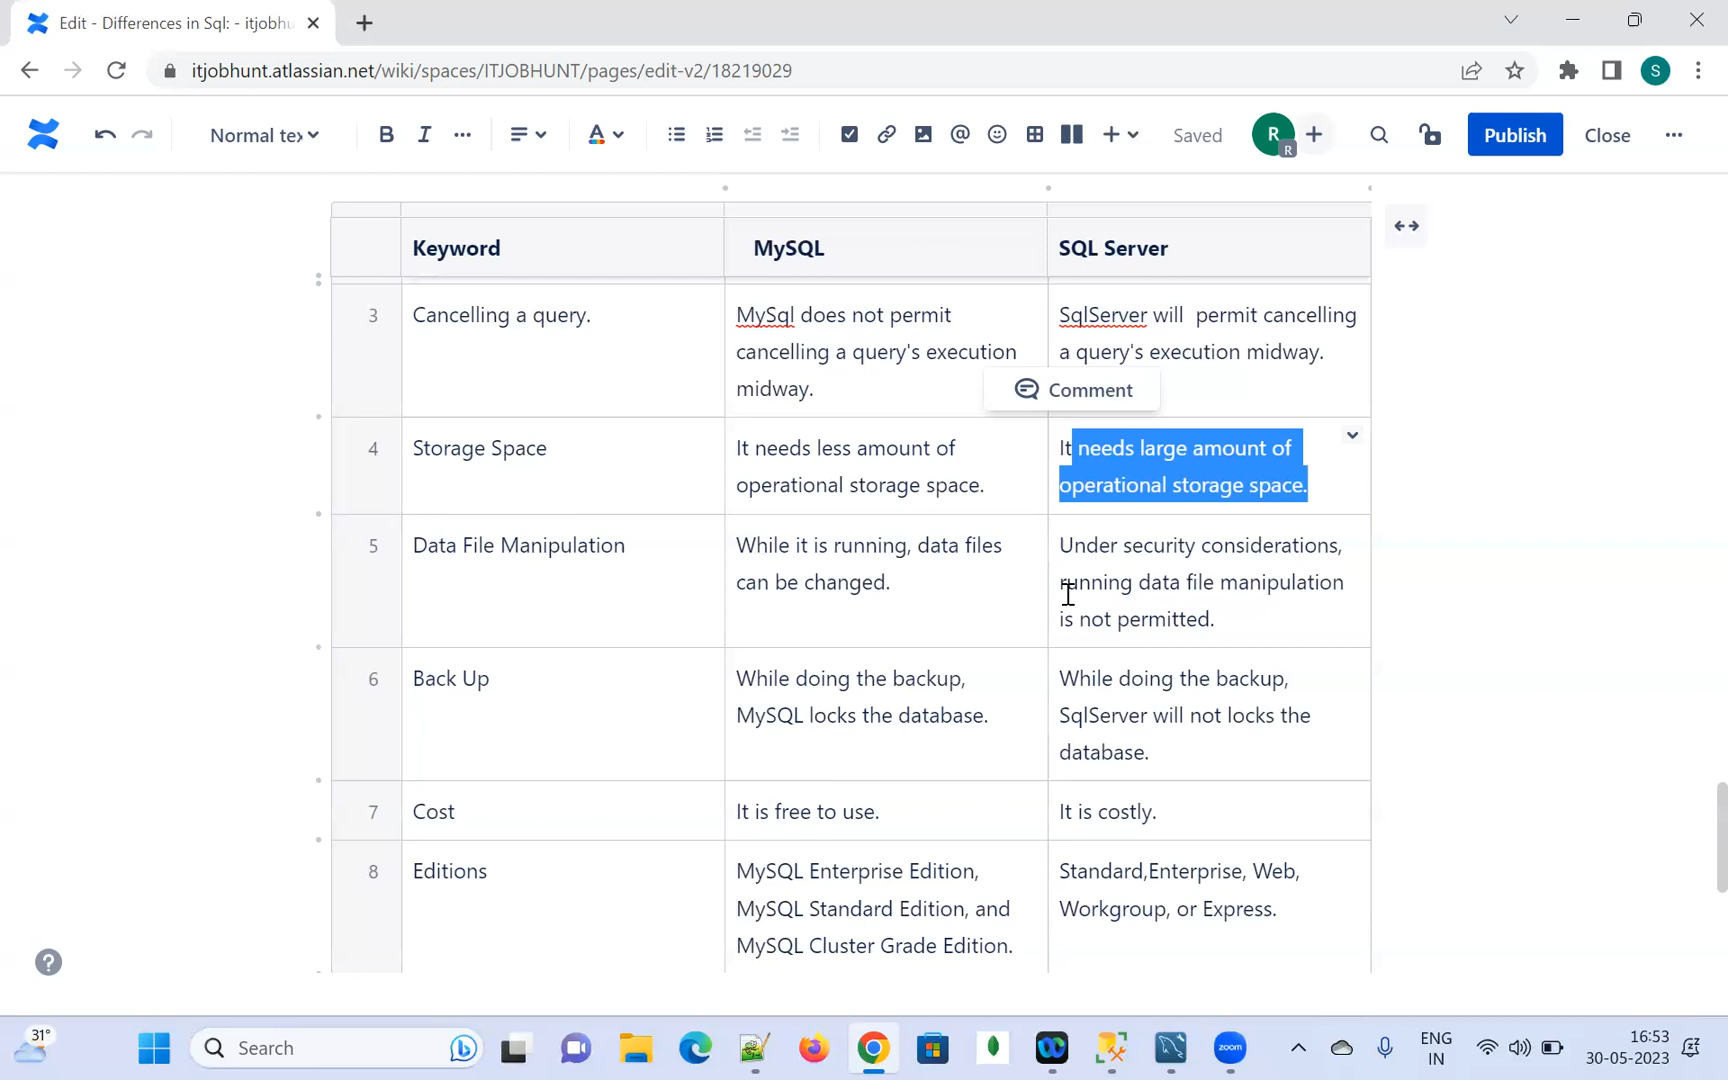 Edit - Differences in Sql: - itjobhu
itjobhunt.atlassian.net/wiki/spaces/ITJOBHUNT/pages/edit-v2/18219029
S
Normal tex
B I A
Saved
R
R
Publish
Close
Keyword MySQL SQL Server
3 Cancelling a query. MySql does not permit SqlServer will permit cancelling
cancelling a query's execution a query's execution midway.
midway.
Comment
4 Storage Space It needs less amount of It needs large amount of
operational storage space. operational storage space.
5 Data File Manipulation While it is running, data files Under security considerations,
can be changed. running data file manipulation
is not permitted.
6 Back Up While doing the backup, While doing the backup,
MySQL locks the database. SqlServer will not locks the
database.
7 Cost It is free to use. It is costly.
8 Editions MySQL Enterprise Edition, Standard,Enterprise, Web,
MySQL Standard Edition, and Workgroup, or Express.
MySQL Cluster Grade Edition.
31°
Search
zoom
ENG
IN
16:53
30-05-2023